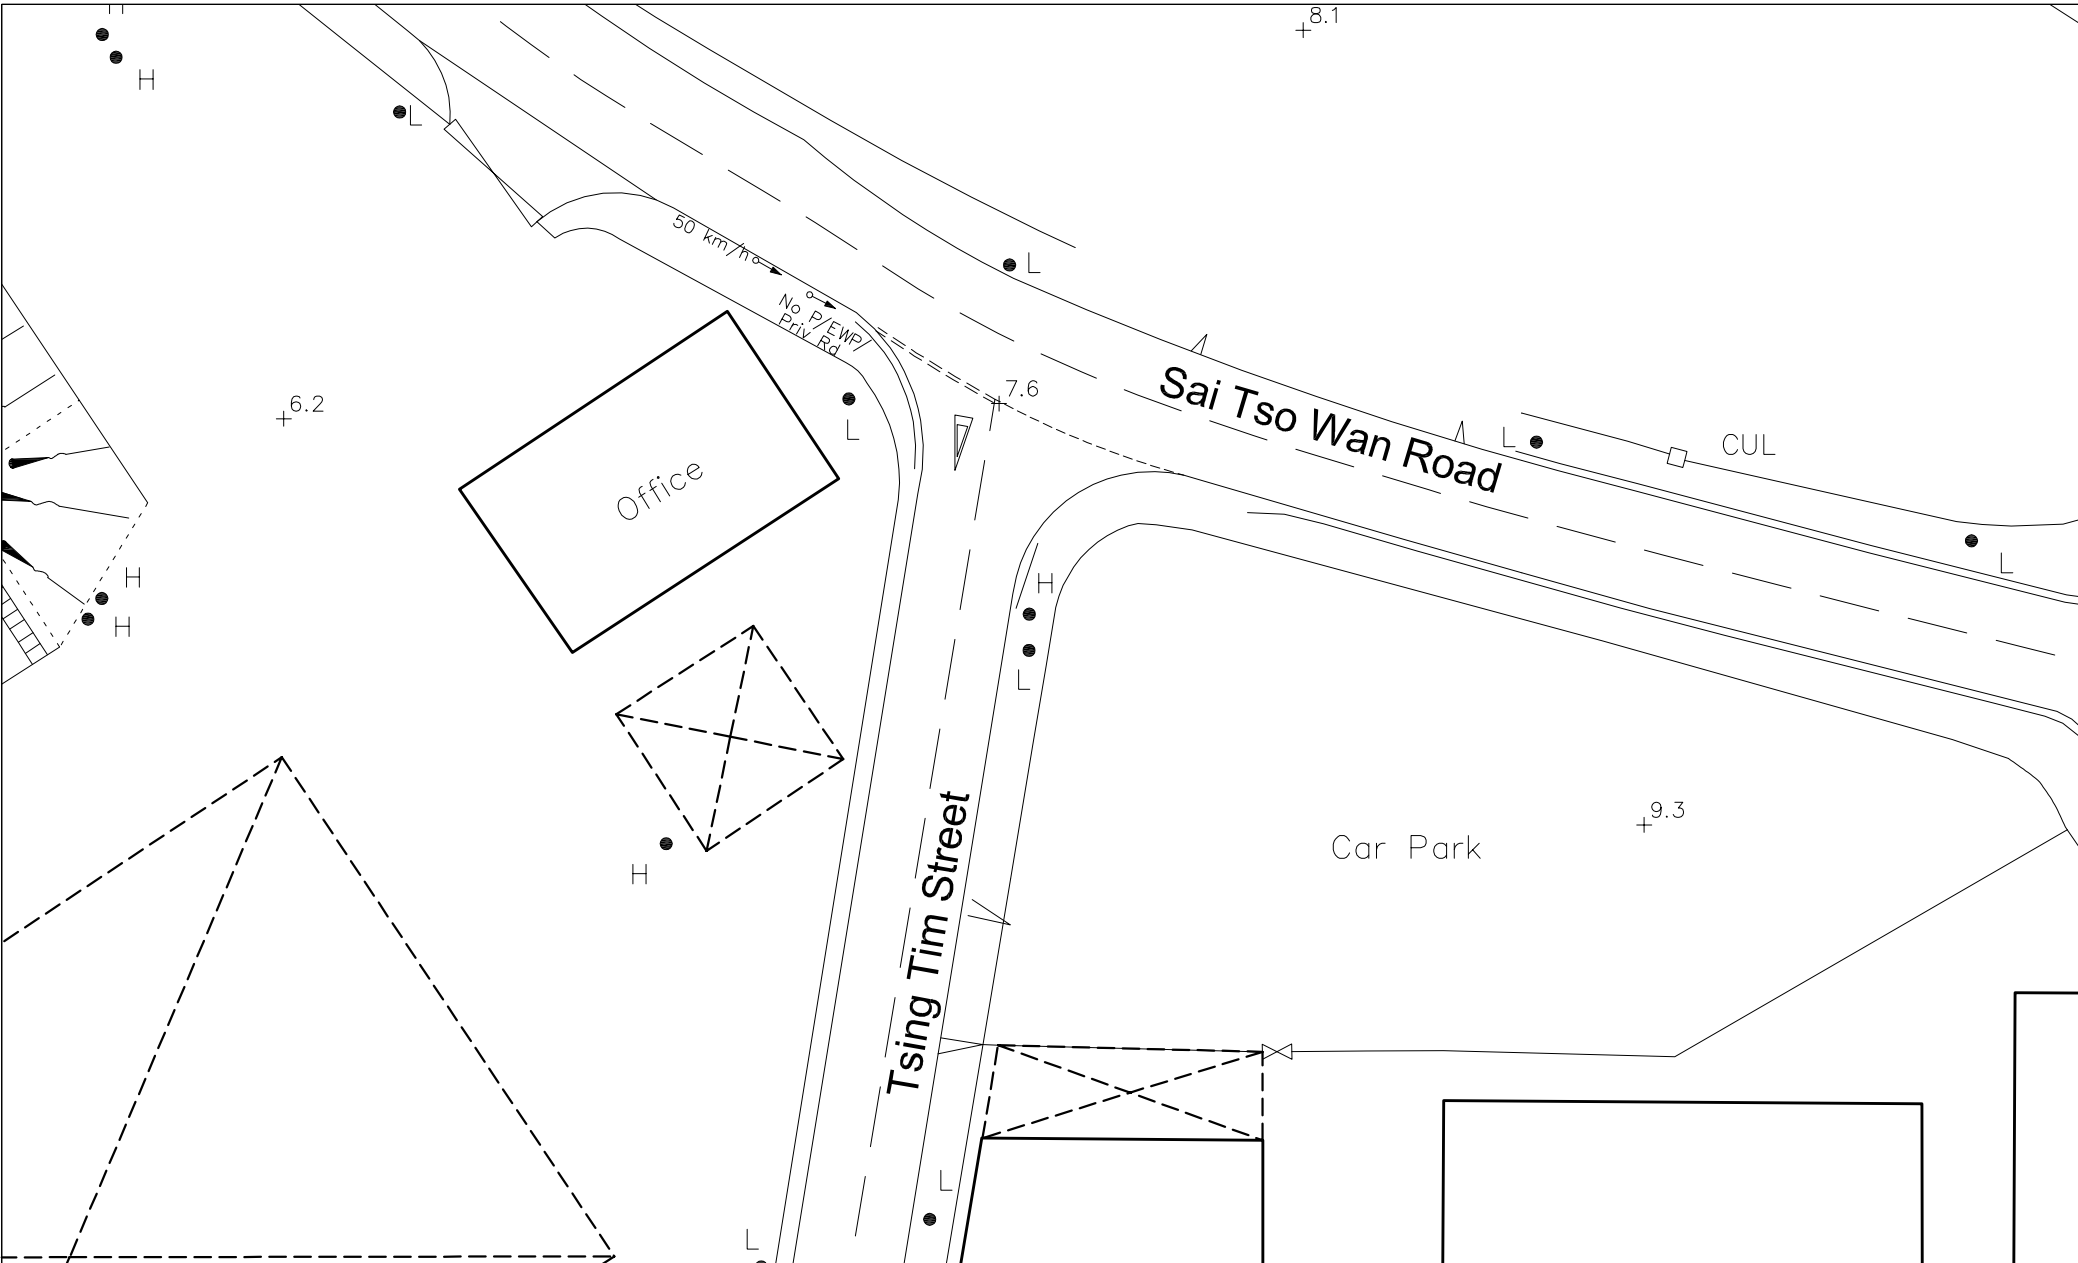 8.1
H
H
L
50 km/h
L
No P/EWP/
Priv Rd
7.6
Sai Tso Wan Road
6.2
L
L
CUL
Office
L
H
H
H
L
9.3
Car Park
Tsing Tim Street
H
L
L